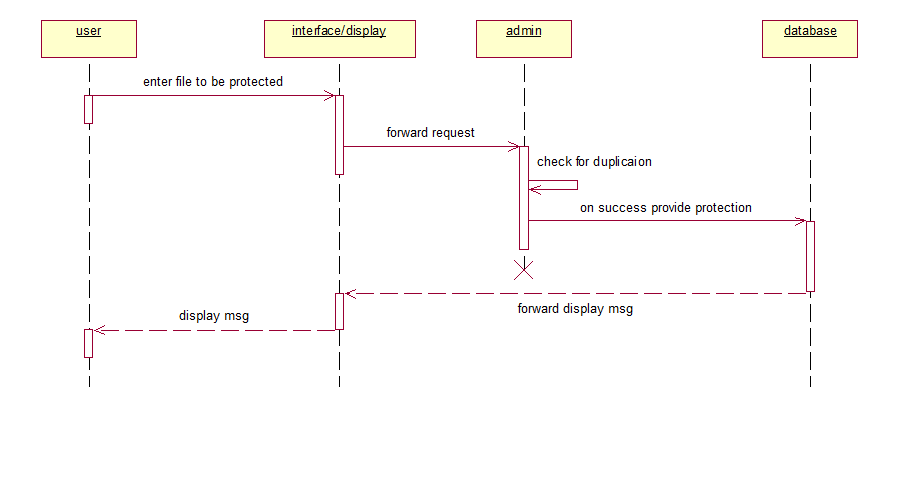 user
interface/display
admin
database
enter file to be protected
forward request
check for duplicaion
on success provide protection
forward display msg
display msg